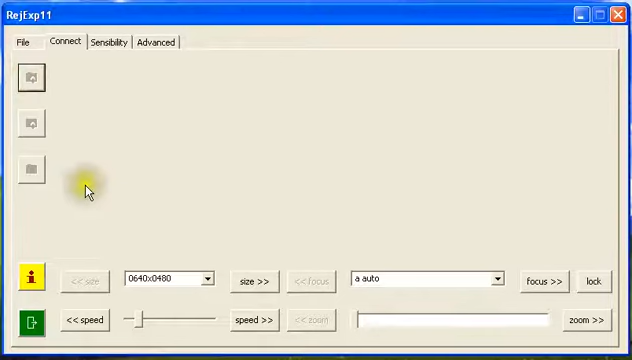 RejExp11
File Connect Sensibility Advanced
<< size 0640x0480 size >> << focus a auto focus >> lock
<< speed speed >> << zoom zoom >>